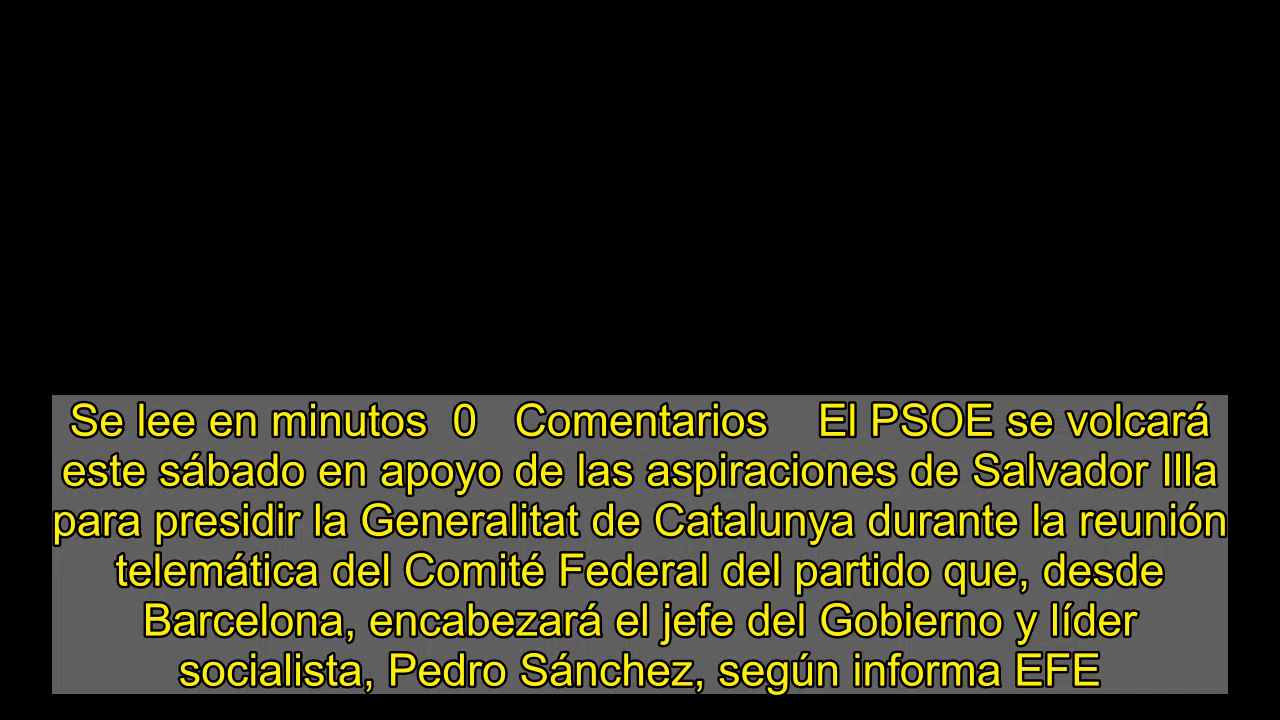 Se lee en minutos  0   Comentarios    El PSOE se volcará
este sábado en apoyo de las aspiraciones de Salvador Illa
para presidir la Generalitat de Catalunya durante la reunión
telemática del Comité Federal del partido que, desde
Barcelona, encabezará el jefe del Gobierno y líder
socialista, Pedro Sánchez, según informa EFE